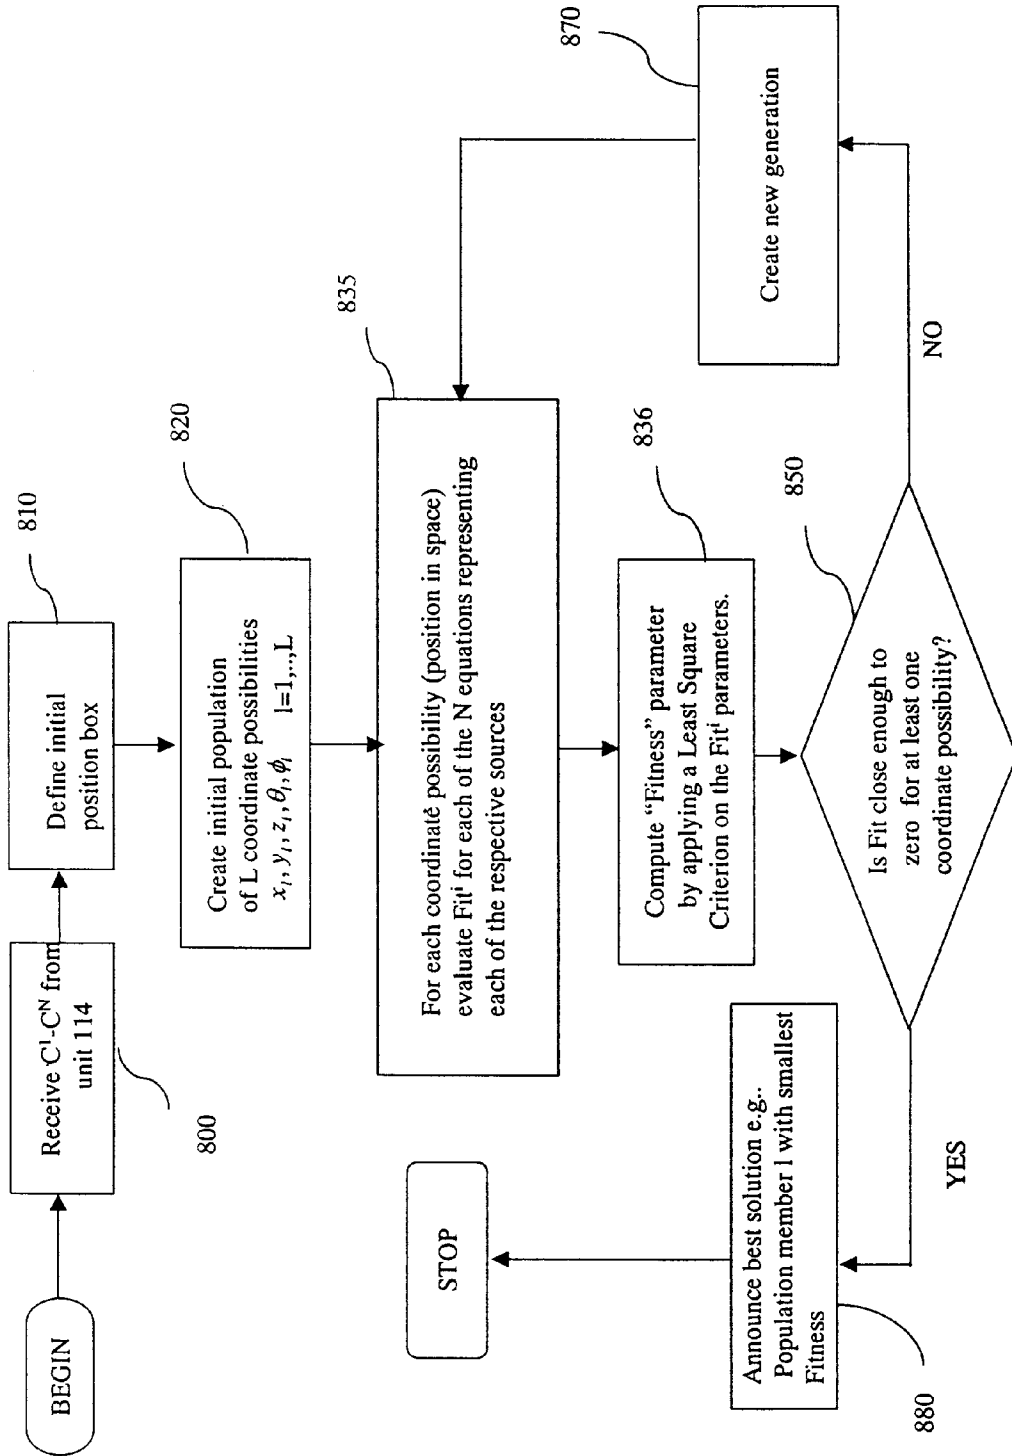 BEGIN
Receive C¹-Cᴺ from
unit 114
800
Define initial
position box
810
Create initial population
of L coordinate possibilities
xₗ, yₗ, zₗ, θₗ, ϕₗ l=1,..,L
820
For each coordinate possibility (position in space)
evaluate Fitⁱ for each of the N equations representing
each of the respective sources
835
Compute “Fitness” parameter
by applying a Least Square
Criterion on the Fitⁱ parameters.
836
Is Fit close enough to
zero for at least one
coordinate possibility?
850
NO
Create new generation
870
YES
Announce best solution e.g..
Population member l with smallest
Fitness
880
STOP